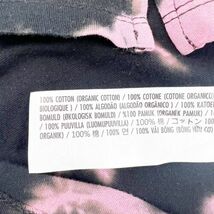 100% COTTON (ORGANIC COTTON) / 100% COTONE (COTONE ORGANICO
BIOLOGIQUE ) / 100% ALGODÃO (ALGODÃO ORGÂNICO ) / 100% KATOEN
BOMULD (ØKOLOGISK BOMULD) / %100 PAMUK (ORGANİK PAMUK) /
/ 100% PUUVILLA (LUOMUPUUVILLA) / 100% 棉 / コットン 100%
100% 棉 / 100% 면 / 100% VẢI BÔNG (BÔNG HỮU